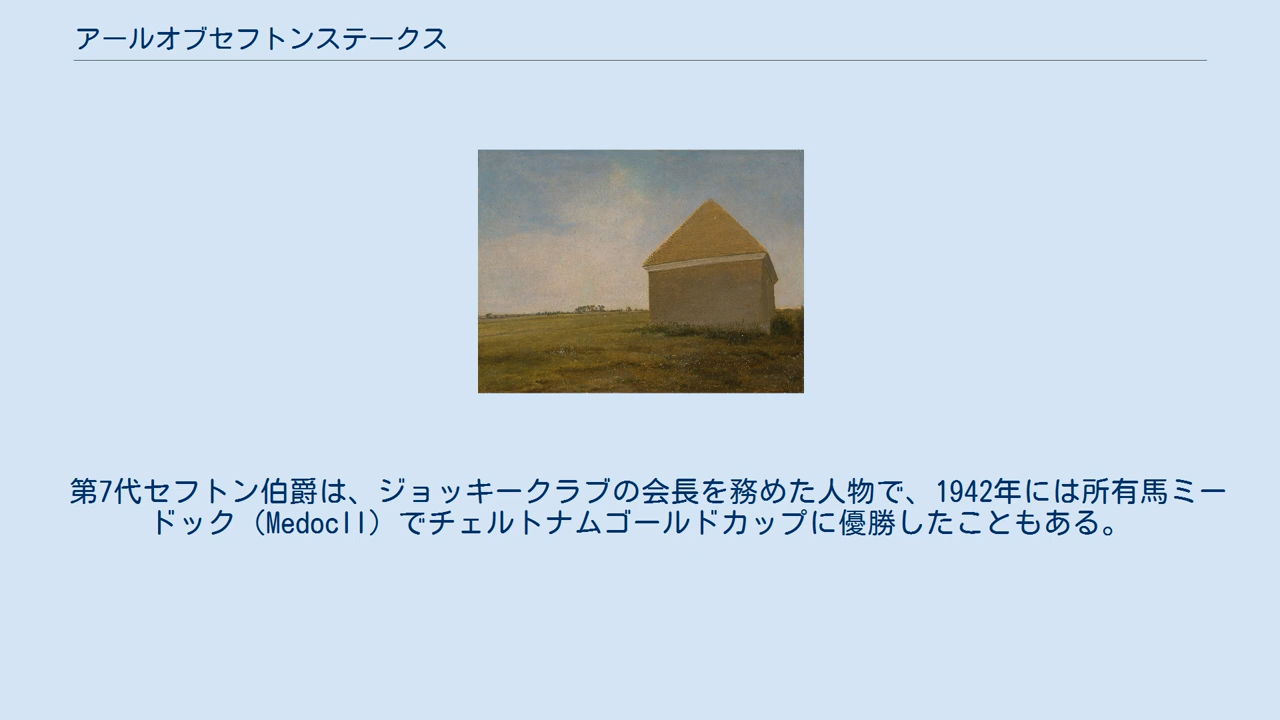 アールオブセフトンステークス
第7代セフトン伯爵は、ジョッキークラブの会長を務めた人物で、1942年には所有馬ミー
ドック（MedocII）でチェルトナムゴールドカップに優勝したこともある。